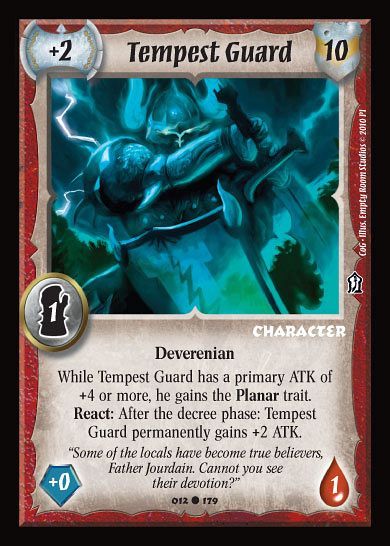 +2
Tempest Guard
10
CoG • Illus. Empty Room Studios © 2010 PI
1
CHARACTER
Deverenian
While Tempest Guard has a primary ATK of
+4 or more, he gains the Planar trait.
React: After the decree phase: Tempest
Guard permanently gains +2 ATK.
“Some of the locals have become true believers,
Father Jourdain. Cannot you see
their devotion?”
+0
012 ● 179
1